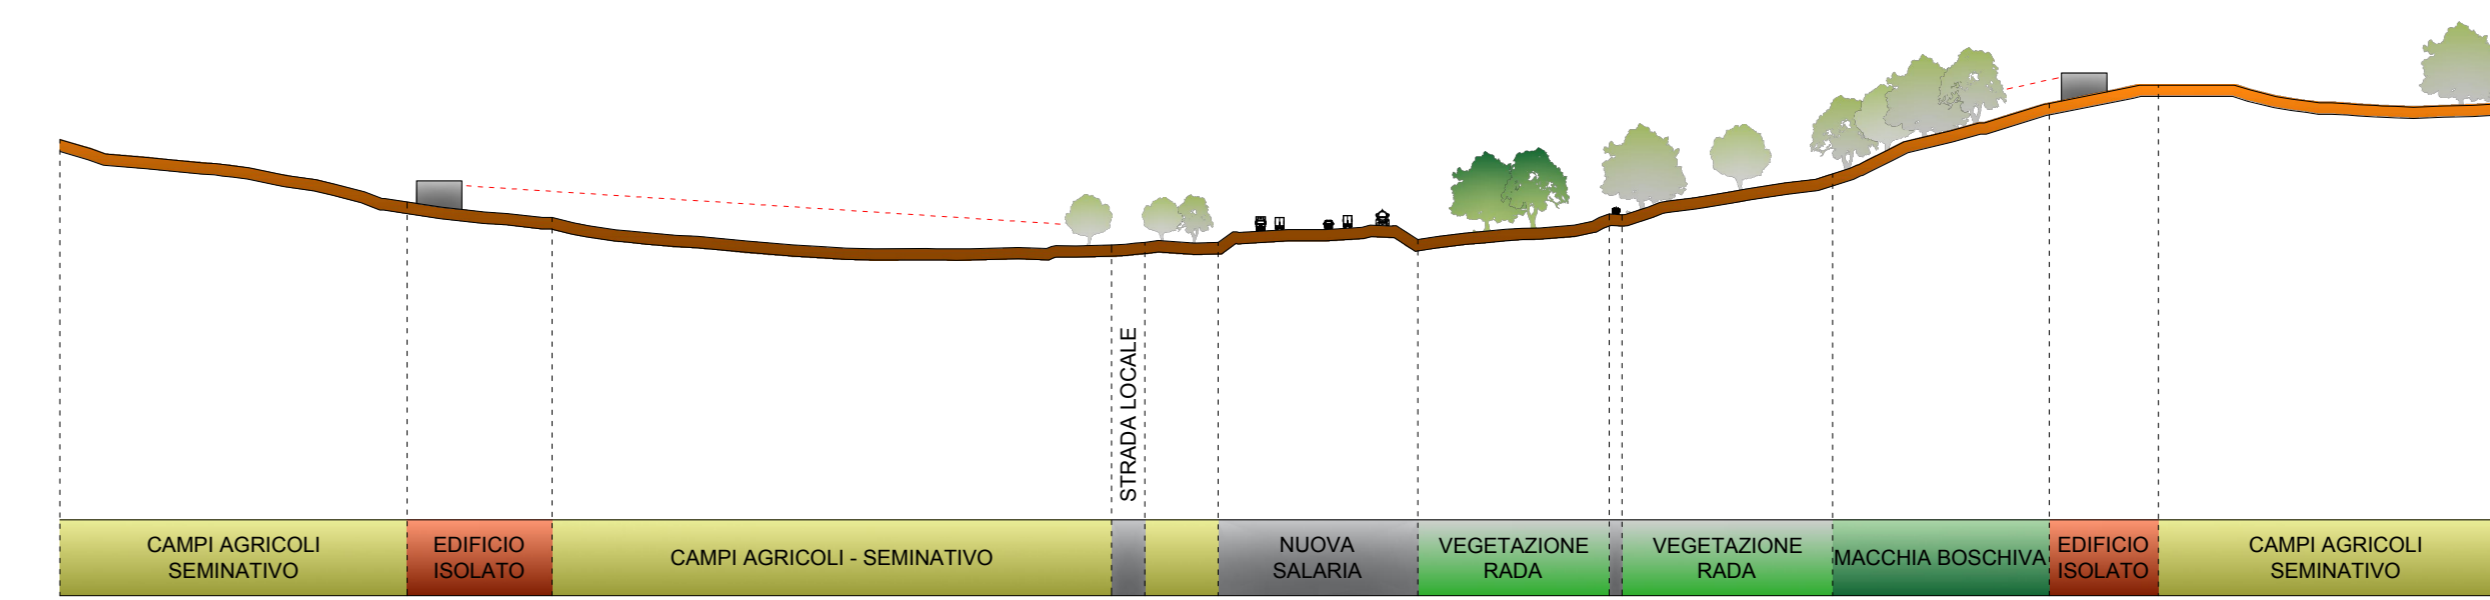 STRADA LOCALE
CAMPI AGRICOLI
SEMINATIVO
EDIFICIO
ISOLATO
CAMPI AGRICOLI - SEMINATIVO
NUOVA
SALARIA
VEGETAZIONE
RADA
VEGETAZIONE
RADA
MACCHIA BOSCHIVA
EDIFICIO
ISOLATO
CAMPI AGRICOLI
SEMINATIVO